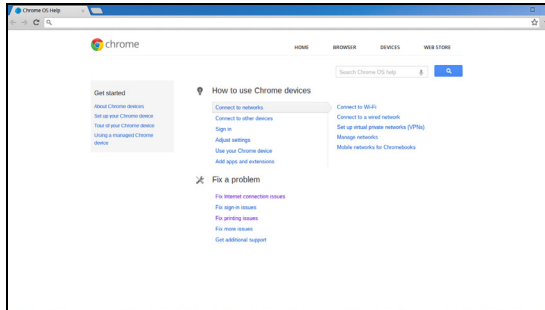 Chrome OS Help
chrome
HOME BROWSER DEVICES WEB STORE
Search Chrome OS help
Get started
About Chrome devices
Set up your Chrome device
Tour of your Chrome device
Using a managed Chrome
device
How to use Chrome devices
Connect to networks
Connect to other devices
Sign in
Adjust settings
Use your Chrome device
Add apps and extensions
Connect to Wi-Fi
Connect to a wired network
Set up virtual private networks (VPNs)
Manage networks
Mobile networks for Chromebooks
Fix a problem
Fix Internet connection issues
Fix sign-in issues
Fix printing issues
Fix more issues
Get additional support